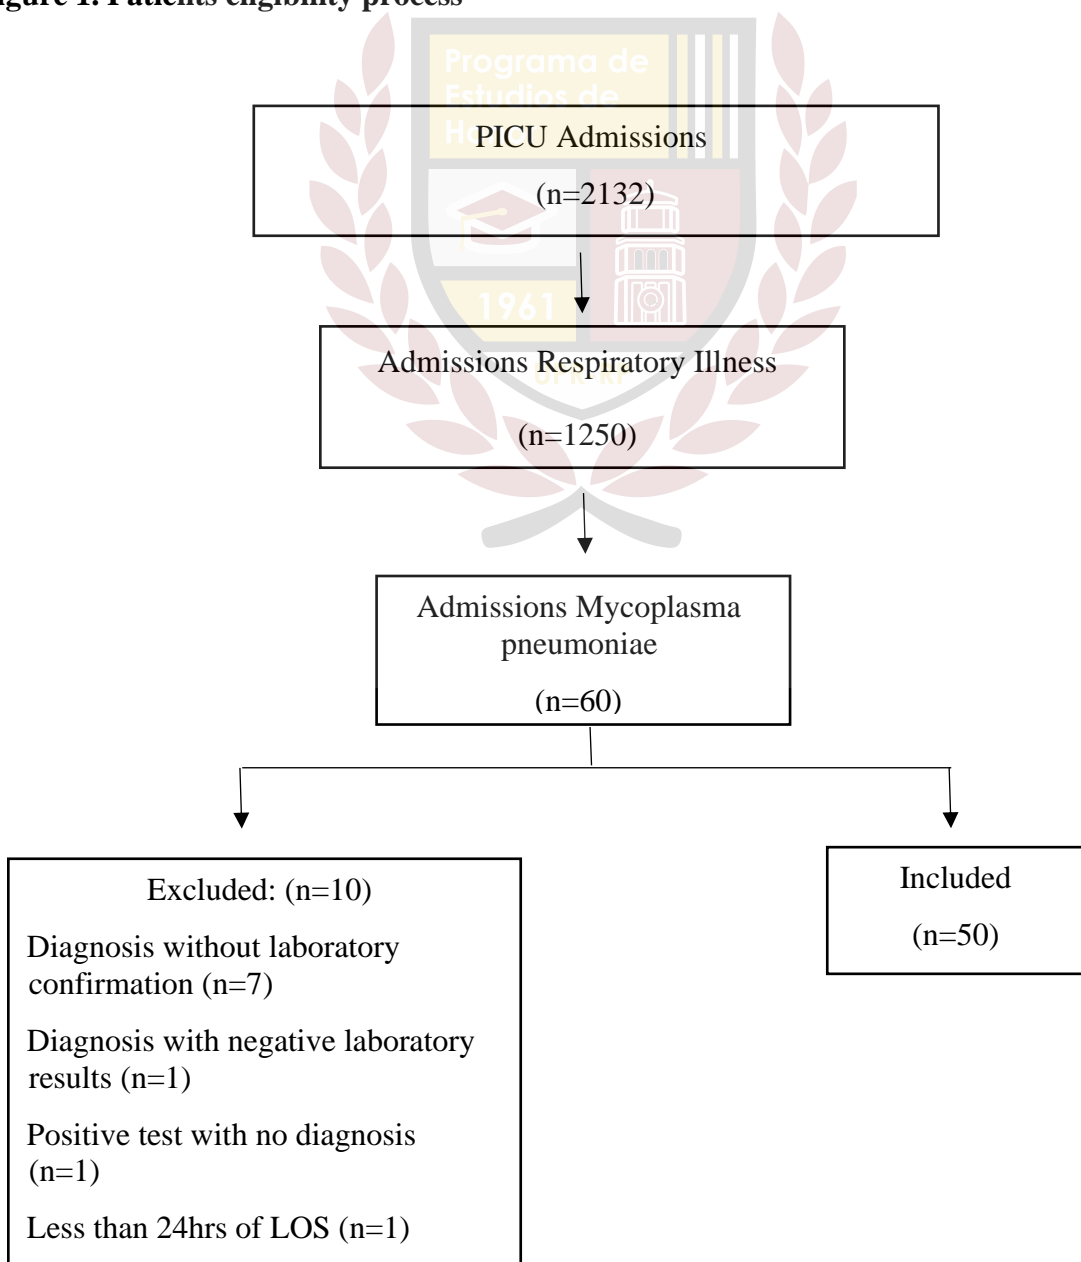 Figure 1. Patients eligibility process
Programa de
Estudios de
PICU Admissions
(n=2132)
1961
Admissions Respiratory Illness
UPR-RP
(n=1250)
Admissions Mycoplasma
pneumoniae
(n=60)
Excluded: (n=10)
Diagnosis without laboratory
confirmation (n=7)
Diagnosis with negative laboratory
results (n=1)
Positive test with no diagnosis
(n=1)
Less than 24hrs of LOS (n=1)
Included
(n=50)